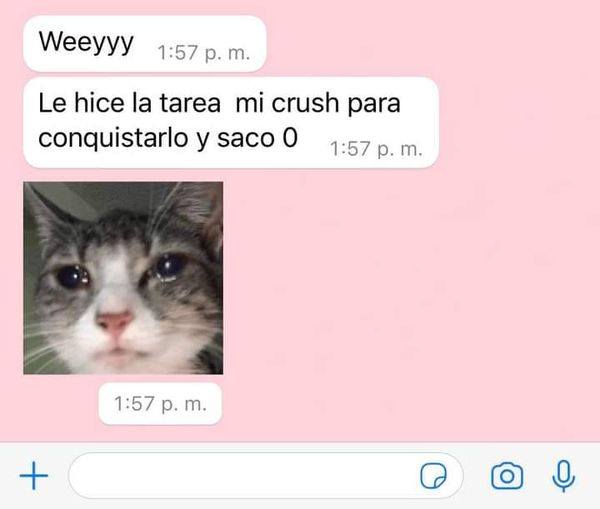 Weeyyy 1:57 p. m.
Le hice la tarea  mi crush para
conquistarlo y saco 0 1:57 p. m.
1:57 p. m.